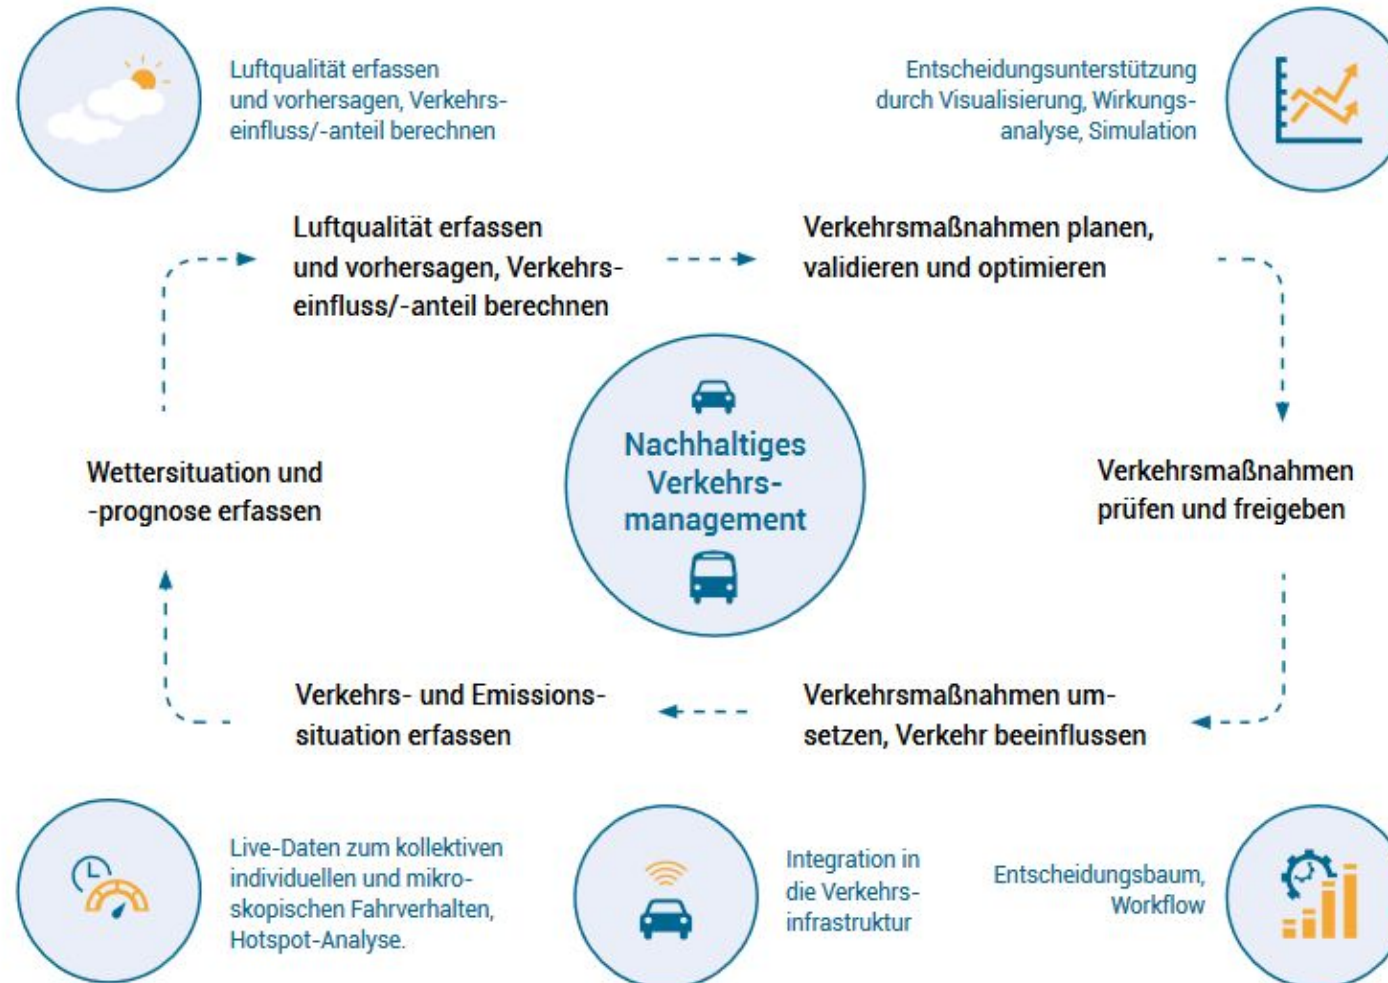 Luftqualität erfassen
und vorhersagen, Verkehrs-
einfluss/-anteil berechnen
Entscheidungsunterstützung
durch Visualisierung, Wirkungs-
analyse, Simulation
Luftqualität erfassen
und vorhersagen, Verkehrs-
einfluss/-anteil berechnen
Verkehrsmaßnahmen planen,
validieren und optimieren
Wettersituation und
-prognose erfassen
Nachhaltiges
Verkehrs-
management
Verkehrsmaßnahmen
prüfen und freigeben
Verkehrs- und Emissions-
situation erfassen
Verkehrsmaßnahmen um-
setzen, Verkehr beeinflussen
Live-Daten zum kollektiven
individuellen und mikro-
skopischen Fahrverhalten,
Hotspot-Analyse.
Integration in
die Verkehrs-
infrastruktur
Entscheidungsbaum,
Workflow